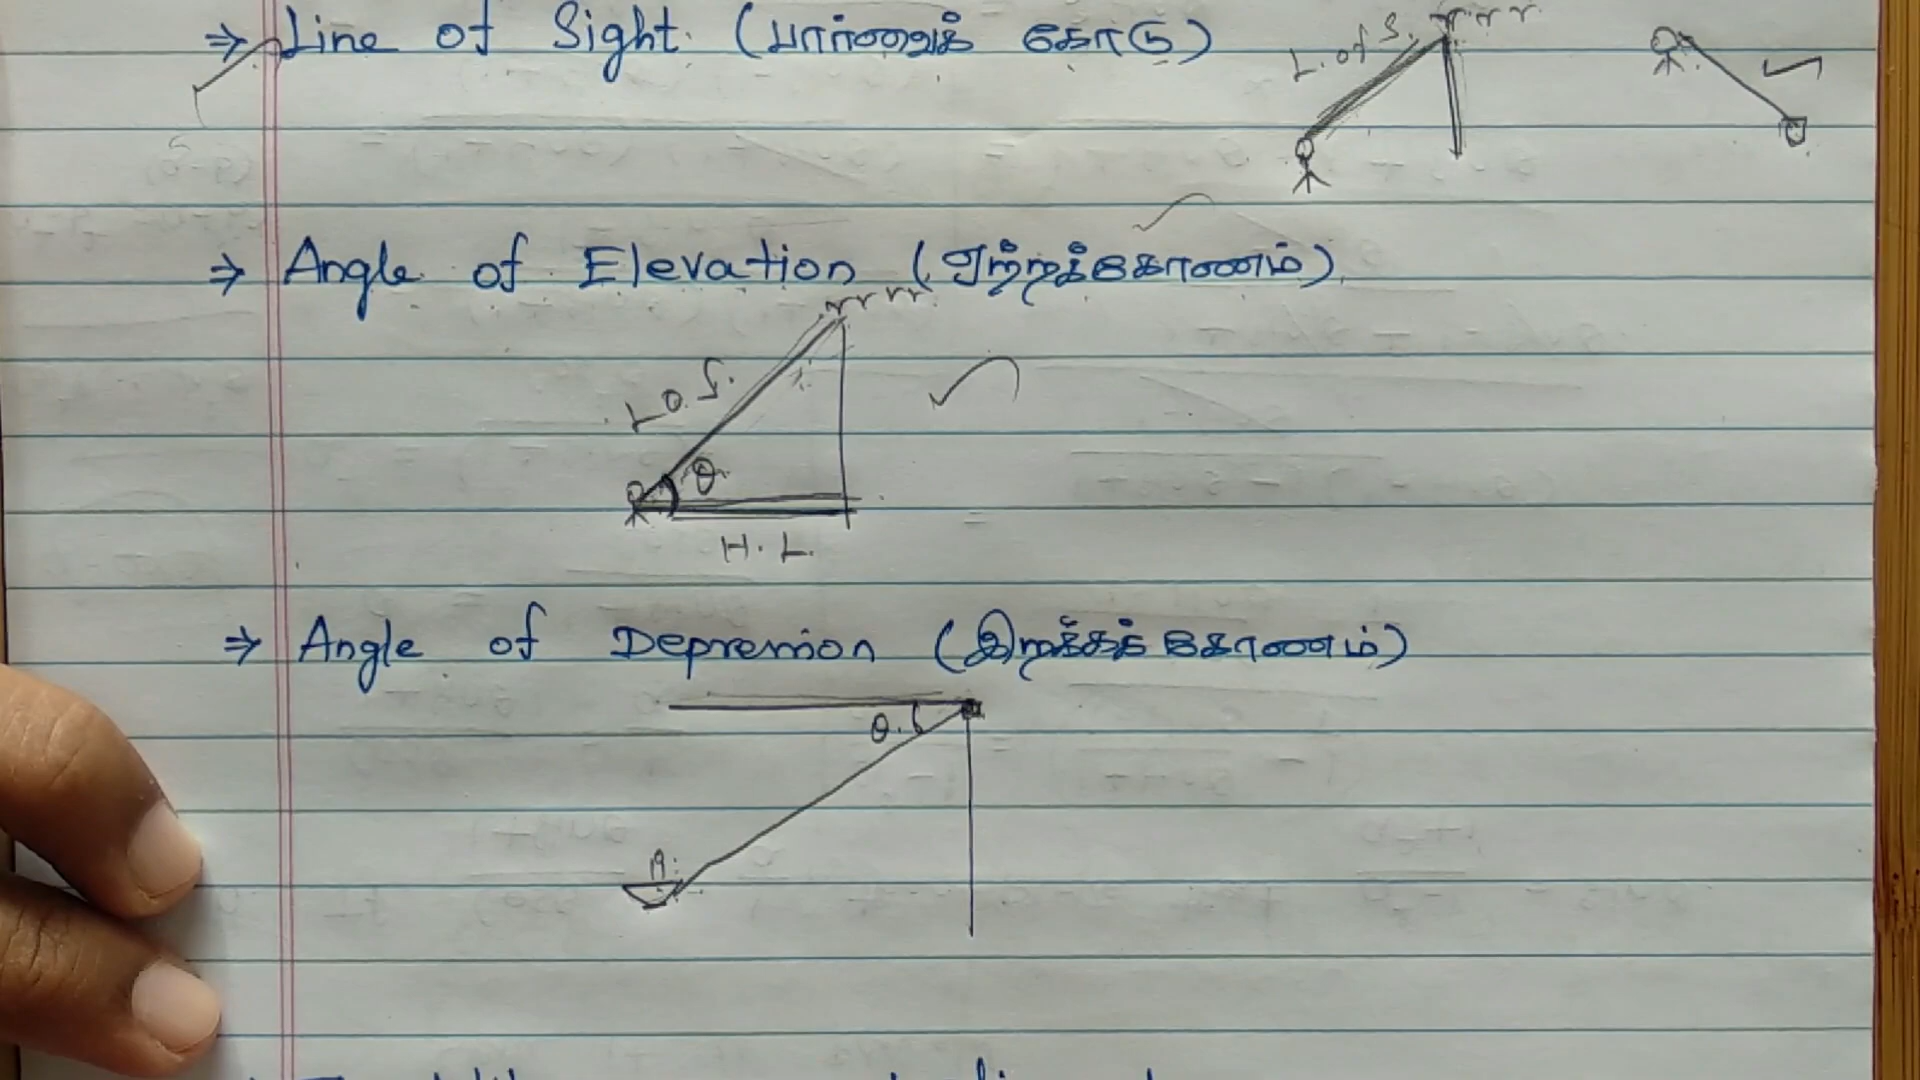 ⇒ Line of Sight. (பார்வைக் கோடு)
L. of S.
⇒ Angle of Elevation (ஏற்றக்கோணம்)
L o. S.
θ
H. L.
⇒ Angle of Depression (இறக்கக் கோணம்)
θ.